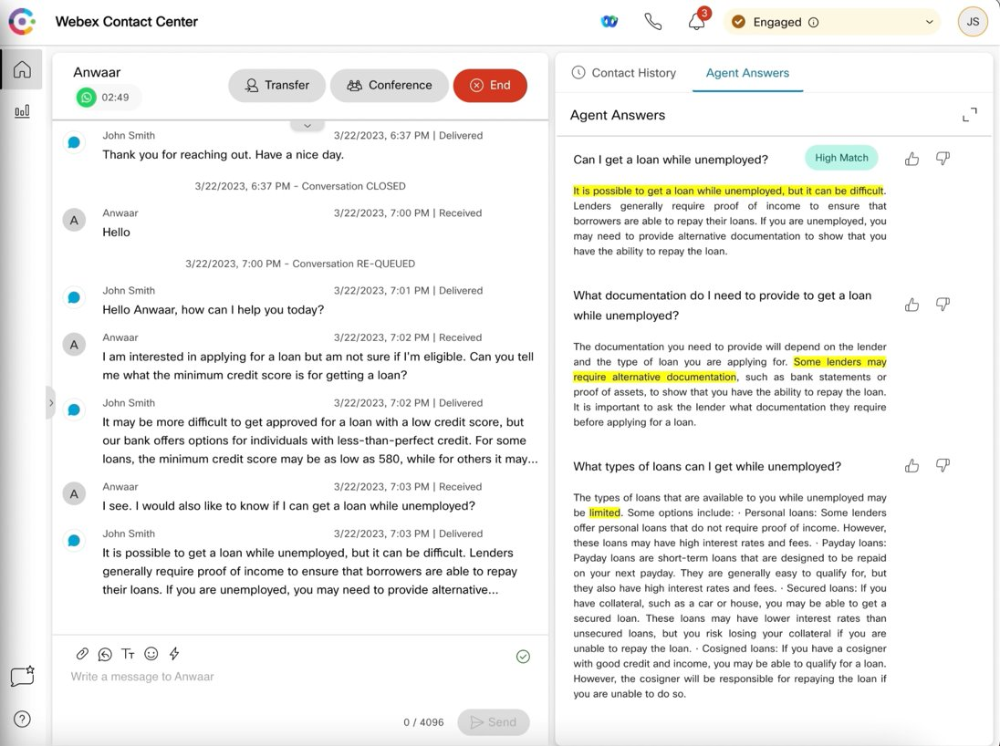 Webex Contact Center
3
Engaged
JS
Anwaar
02:49
Transfer
Conference
End
John Smith
3/22/2023, 6:37 PM | Delivered
Thank you for reaching out. Have a nice day.
3/22/2023, 6:37 PM – Conversation CLOSED
A
Anwaar
3/22/2023, 7:00 PM | Received
Hello
3/22/2023, 7:00 PM – Conversation RE-QUEUED
John Smith
3/22/2023, 7:01 PM | Delivered
Hello Anwaar, how can I help you today?
A
Anwaar
3/22/2023, 7:02 PM | Received
I am interested in applying for a loan but am not sure if I'm eligible. Can you tell
me what the minimum credit score is for getting a loan?
John Smith
3/22/2023, 7:02 PM | Delivered
It may be more difficult to get approved for a loan with a low credit score, but
our bank offers options for individuals with less-than-perfect credit. For some
loans, the minimum credit score may be as low as 580, while for others it may...
A
Anwaar
3/22/2023, 7:03 PM | Received
I see. I would also like to know if I can get a loan while unemployed?
John Smith
3/22/2023, 7:03 PM | Delivered
It is possible to get a loan while unemployed, but it can be difficult. Lenders
generally require proof of income to ensure that borrowers are able to repay
their loans. If you are unemployed, you may need to provide alternative...
Tт
Write a message to Anwaar
0 / 4096
Send
Contact History
Agent Answers
Agent Answers
Can I get a loan while unemployed?
High Match
It is possible to get a loan while unemployed, but it can be difficult.
Lenders generally require proof of income to ensure that
borrowers are able to repay their loans. If you are unemployed, you
may need to provide alternative documentation to show that you
have the ability to repay the loan.
What documentation do I need to provide to get a loan
while unemployed?
The documentation you need to provide will depend on the lender
and the type of loan you are applying for. Some lenders may
require alternative documentation, such as bank statements or
proof of assets, to show that you have the ability to repay the loan.
It is important to ask the lender what documentation they require
before applying for a loan.
What types of loans can I get while unemployed?
The types of loans that are available to you while unemployed may
be limited. Some options include: · Personal loans: Some lenders
offer personal loans that do not require proof of income. However,
these loans may have high interest rates and fees. · Payday loans:
Payday loans are short-term loans that are designed to be repaid
on your next payday. They are generally easy to qualify for, but
they also have high interest rates and fees. · Secured loans: If you
have collateral, such as a car or house, you may be able to get a
secured loan. These loans may have lower interest rates than
unsecured loans, but you risk losing your collateral if you are
unable to repay the loan. · Cosigned loans: If you have a cosigner
with good credit and income, you may be able to qualify for a loan.
However, the cosigner will be responsible for repaying the loan if
you are unable to do so.